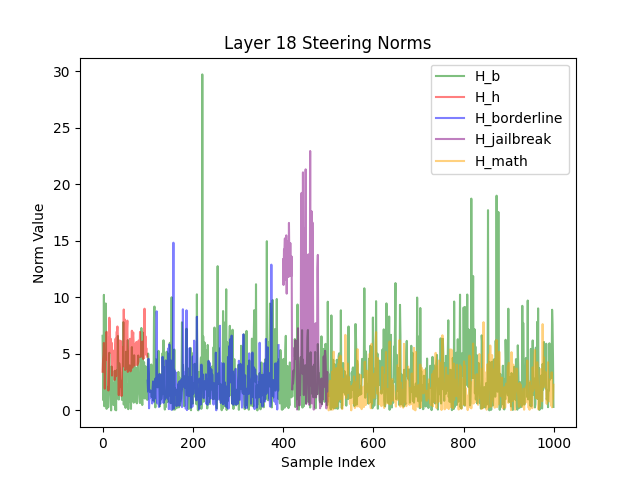 Layer 18 Steering Norms
H_b
H_h
H_borderline
H_jailbreak
H_math
Norm Value
30
25
20
15
10
5
0
0 200 400 600 800 1000
Sample Index